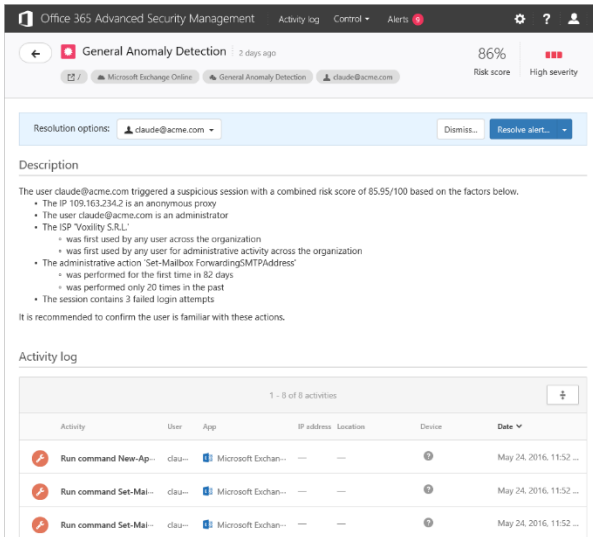 Office 365 Advanced Security Management Activity log Control Alerts 9 ?
General Anomaly Detection 2 days ago 86%
Risk score High severity
/ Microsoft Exchange Online General Anomaly Detection claude@acme.com
Resolution options: claude@acme.com Dismiss... Resolve alert...
Description
The user claude@acme.com triggered a suspicious session with a combined risk score of 85.95/100 based on the factors below.
• The IP 109.163.234.2 is an anonymous proxy
• The user claude@acme.com is an administrator
• The ISP 'Voxility S.R.L.'
◦ was first used by any user across the organization
◦ was first used by any user for administrative activity across the organization
• The administrative action 'Set-Mailbox ForwardingSMTPAddress'
◦ was performed for the first time in 82 days
◦ was performed only 20 times in the past
• The session contains 3 failed login attempts
It is recommended to confirm the user is familiar with these actions.
Activity log
1 - 8 of 8 activities
Activity User App IP address Location Device Date
Run command New-Ap... clau... Microsoft Exchan... — — ? May 24, 2016, 11:52 ...
Run command Set-Mai... clau... Microsoft Exchan... — — ? May 24, 2016, 11:52 ...
Run command Set-Mai... clau... Microsoft Exchan... — — ? May 24, 2016, 11:52 ...